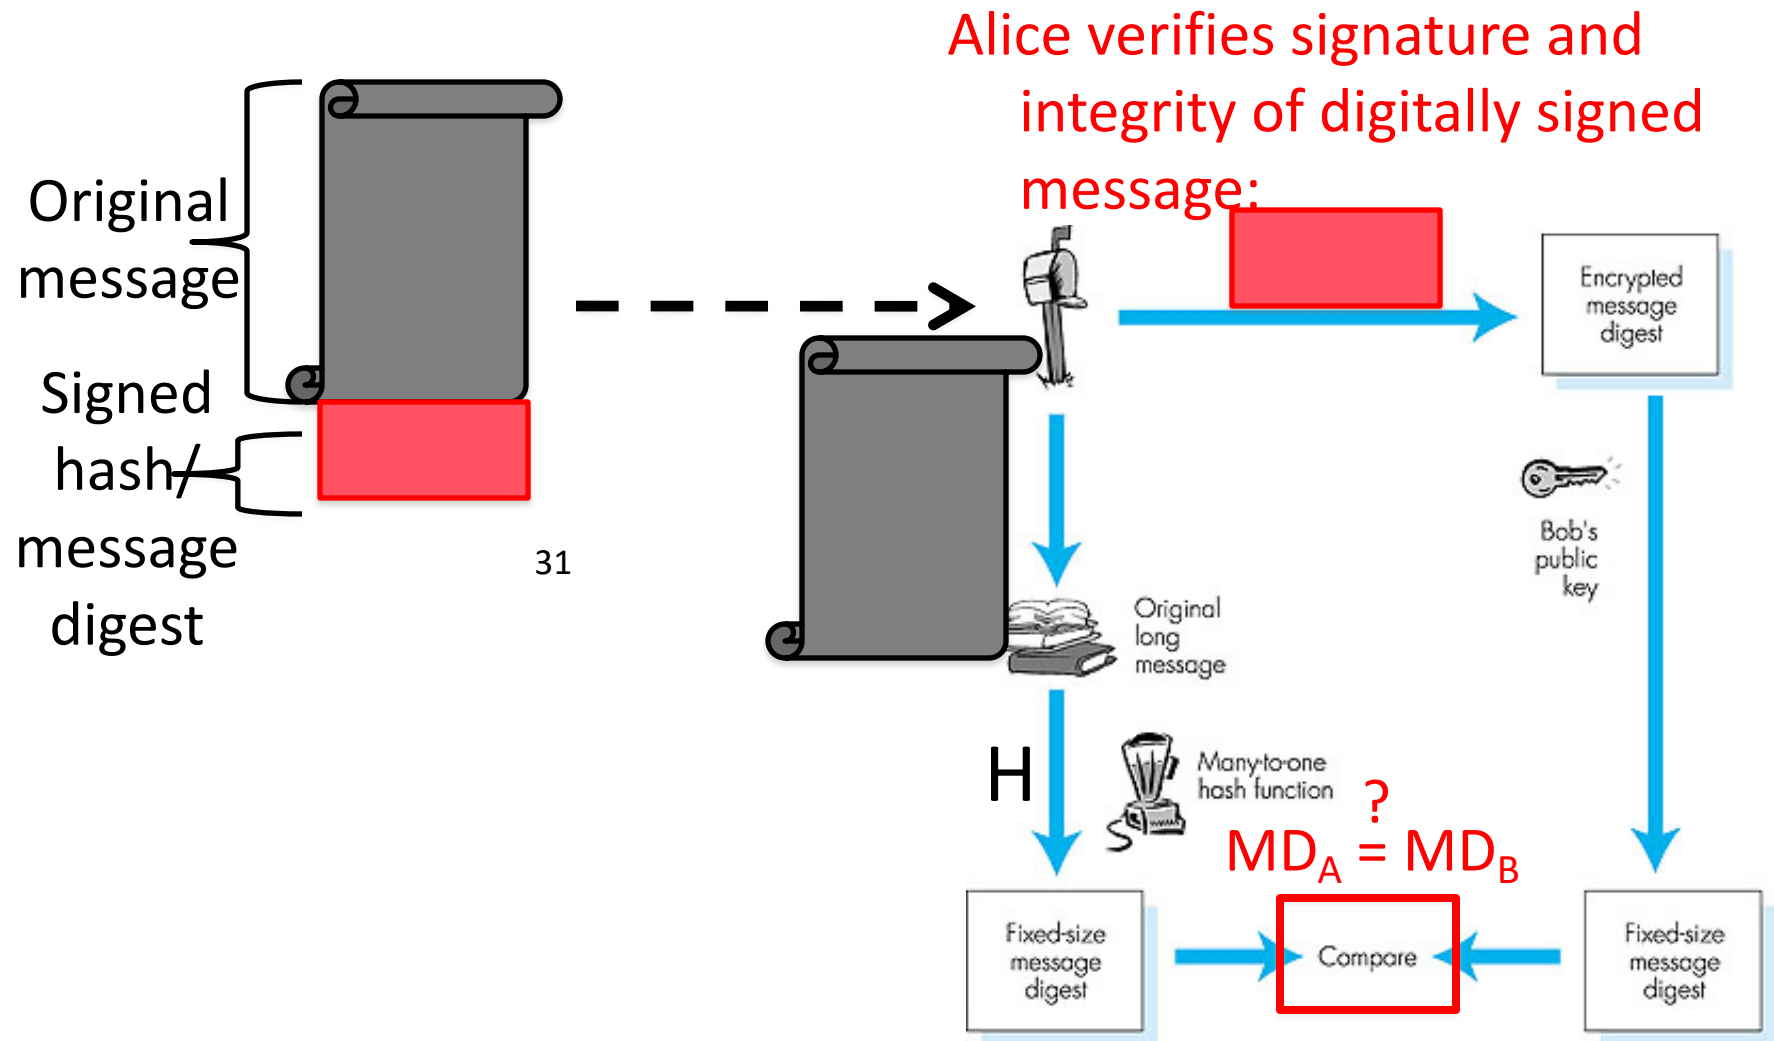 Alice verifies signature and
integrity of digitally signed
message:
Original
message
Signed
hash/
message
digest
31
Encrypted
message
digest
Bob's
public
key
Original
long
message
H
Many-to-one
hash function
?
MDA = MDB
Fixed-size
message
digest
Compare
Fixed-size
message
digest